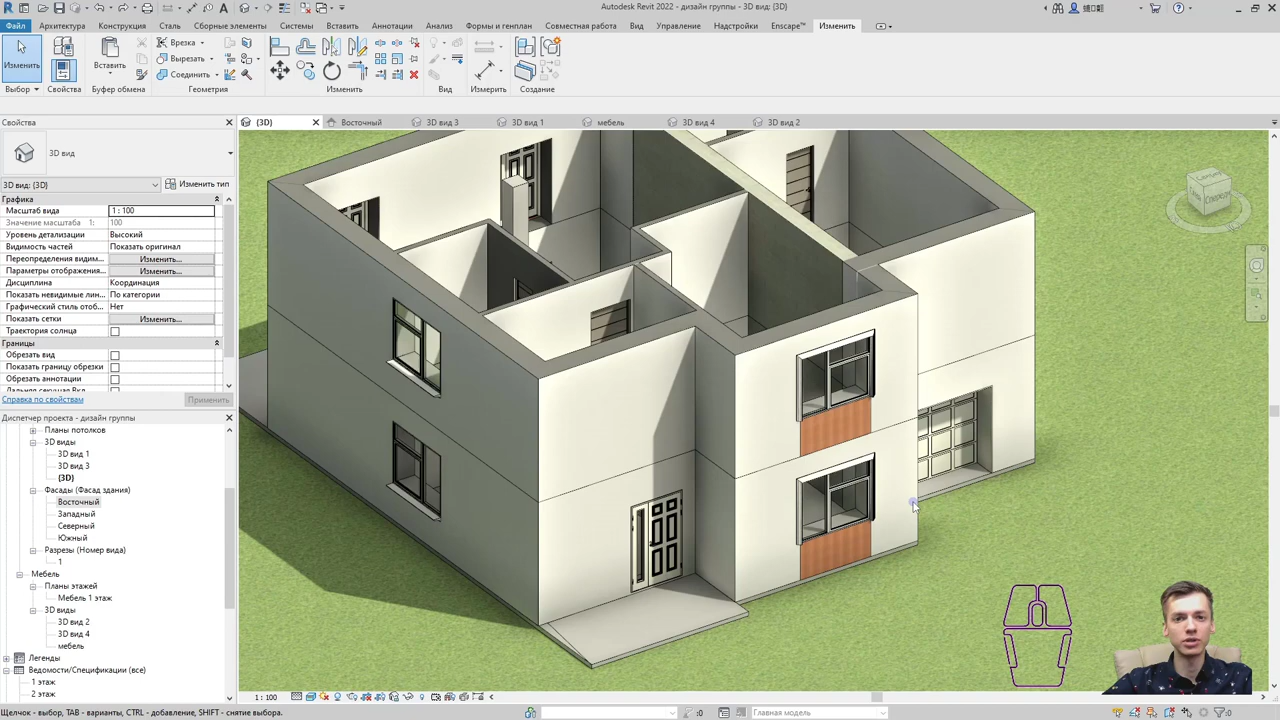 Autodesk Revit 2022 - дизайн группы - 3D вид: {3D}
Файл Архитектура Конструкция Сталь Сборные элементы Системы Вставить Аннотации Анализ Формы и генплан Совместная работа Вид Управление Надстройки Enscape™ Изменить
Врезка
Вырезать
Соединить
Изменить Вставить
Выбор Свойства Буфер обмена Геометрия Изменить Вид Измерить Создание
Свойства
{3D} Восточный 3D вид 3 3D вид 1 мебель 3D вид 4 3D вид 2
3D вид
3D вид: {3D} Изменить тип
Графика
Масштаб вида 1 : 100
Значение масштаба 1: 100
Уровень детализации Высокий
Видимость частей Показать оригинал
Переопределения видим... Изменить...
Параметры отображения... Изменить...
Дисциплина Координация
Показать невидимые лин... По категории
Графический стиль отоб... Нет
Показать сетки Изменить...
Траектория солнца
Границы
Обрезать вид
Показать границу обрезки
Обрезать аннотации
Справка по свойствам Применить
Диспетчер проекта - дизайн группы
Планы потолков
3D виды
3D вид 1
3D вид 3
{3D}
Фасады (Фасад здания)
Восточный
Западный
Северный
Южный
Разрезы (Номер вида)
1
Мебель
Планы этажей
Мебель 1 этаж
3D виды
3D вид 2
3D вид 4
мебель
Легенды
Ведомости/Спецификации (все)
1 этаж
2 этаж
1 : 100
Щелчок - выбор, TAB - варианты, CTRL - добавление, SHIFT - снятие выбора. :0 Главная модель :0